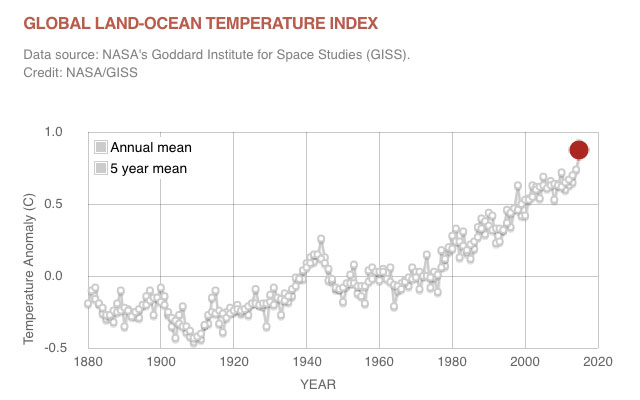 GLOBAL LAND-OCEAN TEMPERATURE INDEX
Data source: NASA's Goddard Institute for Space Studies (GISS).
Credit: NASA/GISS
1.0
Annual mean
5 year mean
0.5
Temperature Anomaly (C)
0.0
-0.5
1880 1900 1920 1940 1960 1980 2000 2020
YEAR